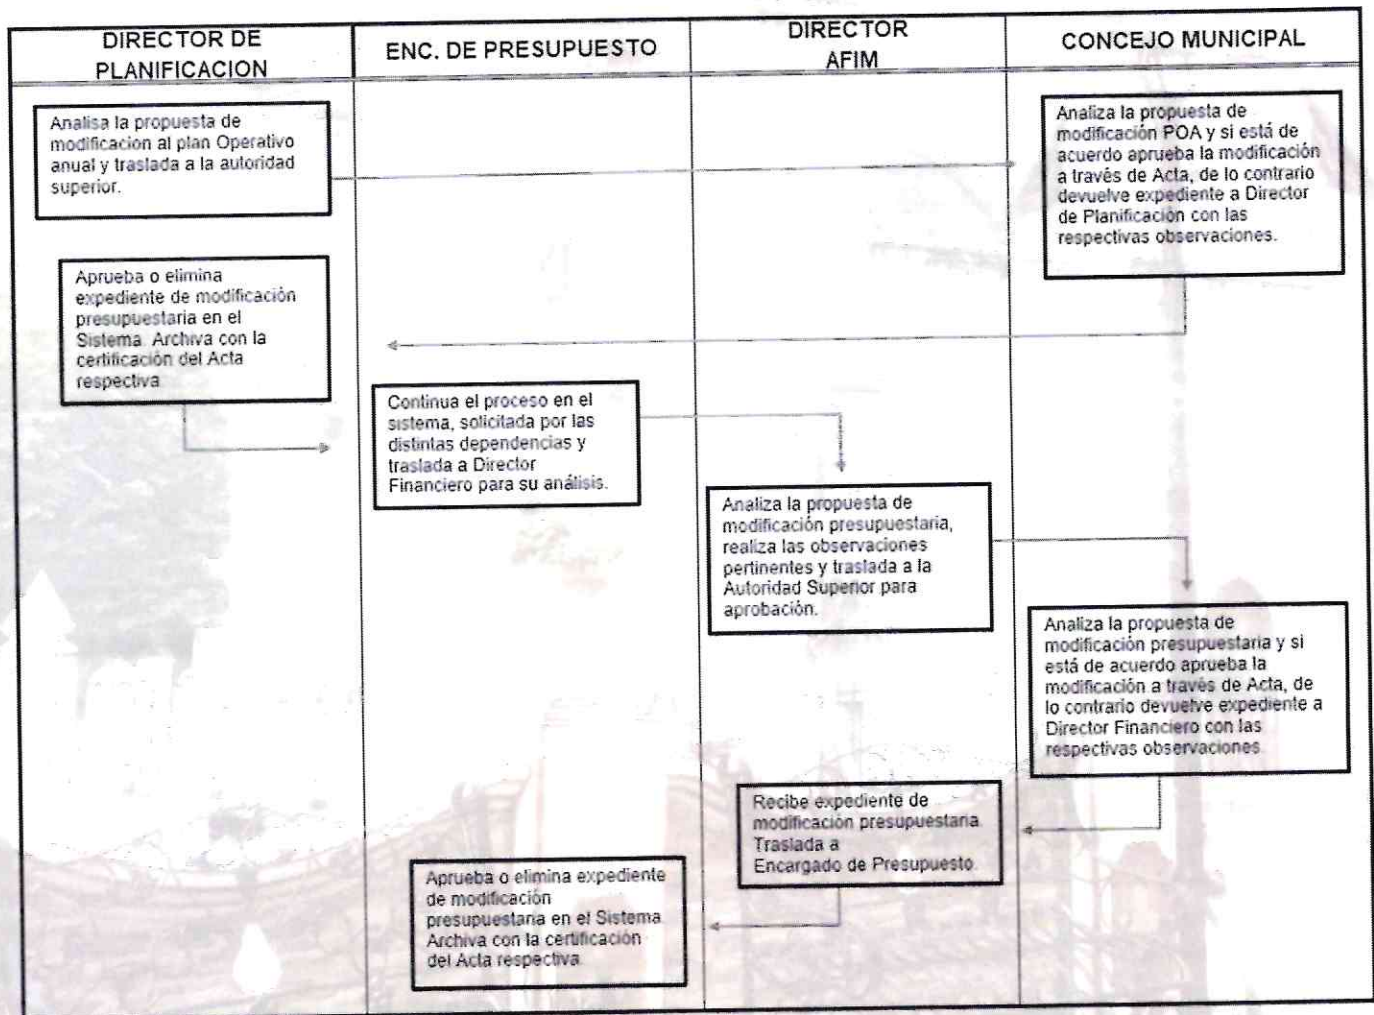 DIRECTOR DE
PLANIFICACION
ENC. DE PRESUPUESTO
DIRECTOR
AFIM
CONCEJO MUNICIPAL
Analisa la propuesta de
modificacion al plan Operativo
anual y traslada a la autoridad
superior.
Analiza la propuesta de
modificación POA y si está de
acuerdo aprueba la modificación
a través de Acta, de lo contrario
devuelve expediente a Director
de Planificación con las
respectivas observaciones.
Aprueba o elimina
expediente de modificación
presupuestaria en el
Sistema. Archiva con la
certificación del Acta
respectiva
Continua el proceso en el
sistema, solicitada por las
distintas dependencias y
traslada a Director
Financiero para su análisis.
Analiza la propuesta de
modificación presupuestaria,
realiza las observaciones
pertinentes y traslada a la
Autoridad Superior para
aprobación.
Analiza la propuesta de
modificación presupuestaria y si
está de acuerdo aprueba la
modificación a través de Acta, de
lo contrario devuelve expediente a
Director Financiero con las
respectivas observaciones
Recibe expediente de
modificación presupuestaria.
Traslada a
Encargado de Presupuesto.
Aprueba o elimina expediente
de modificación
presupuestaria en el Sistema
Archiva con la certificación
del Acta respectiva